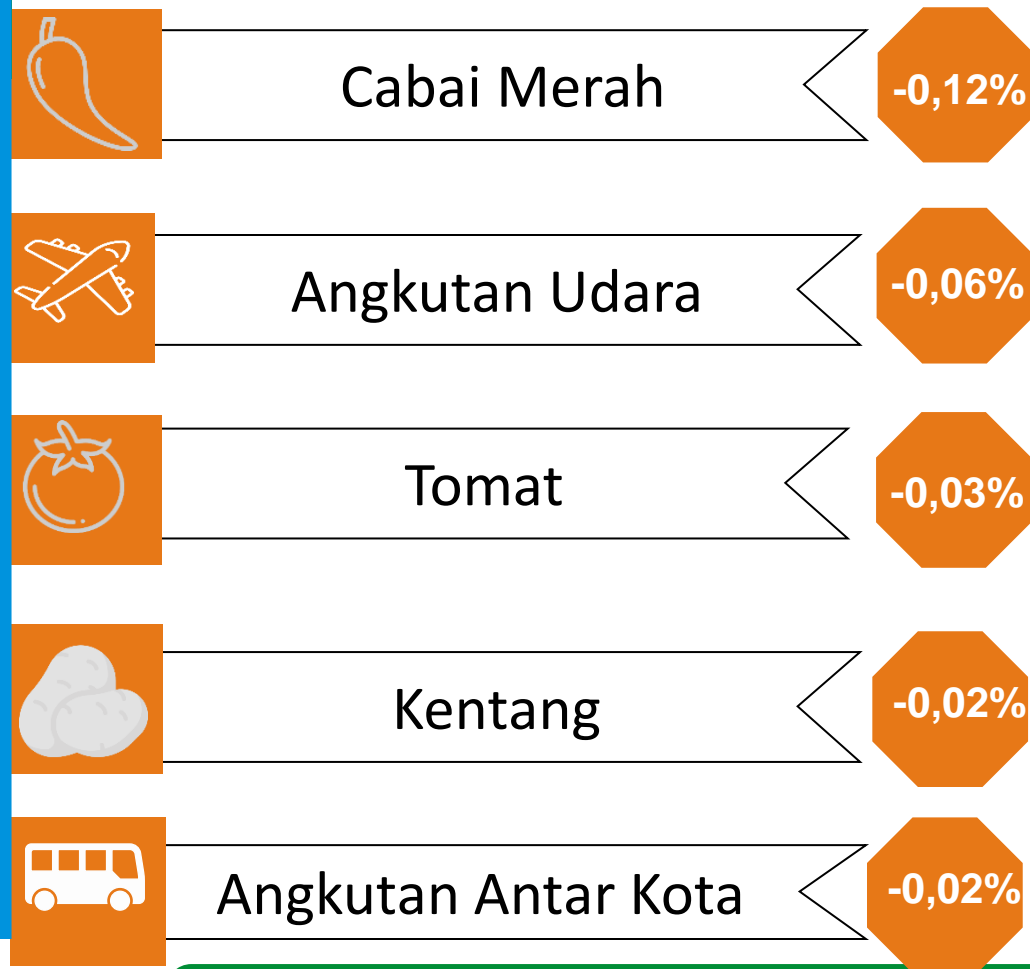 Cabai Merah
-0,12%
Angkutan Udara
-0,06%
Tomat
-0,03%
Kentang
-0,02%
Angkutan Antar Kota
-0,02%